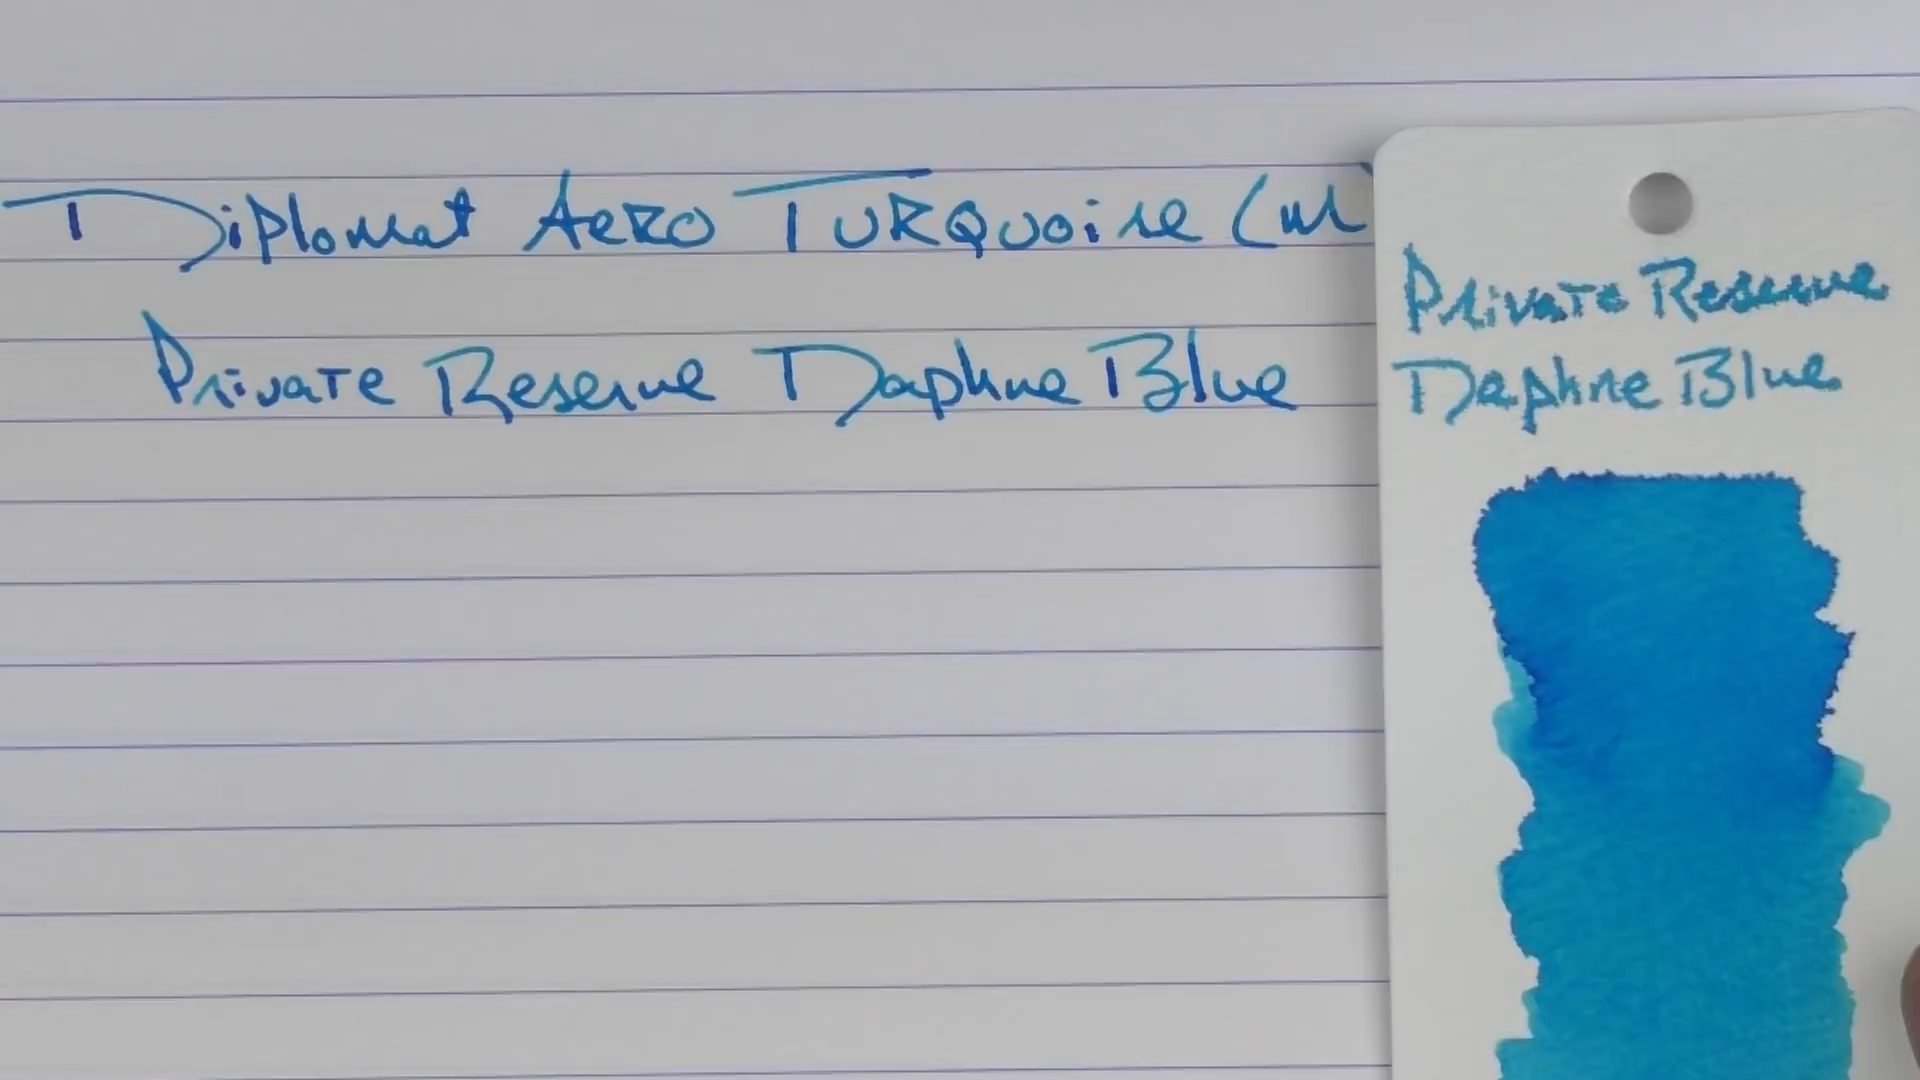 Diplomat Aero Turquoise (M)
Private Reserve Daphne Blue
Private Reserve
Daphne Blue